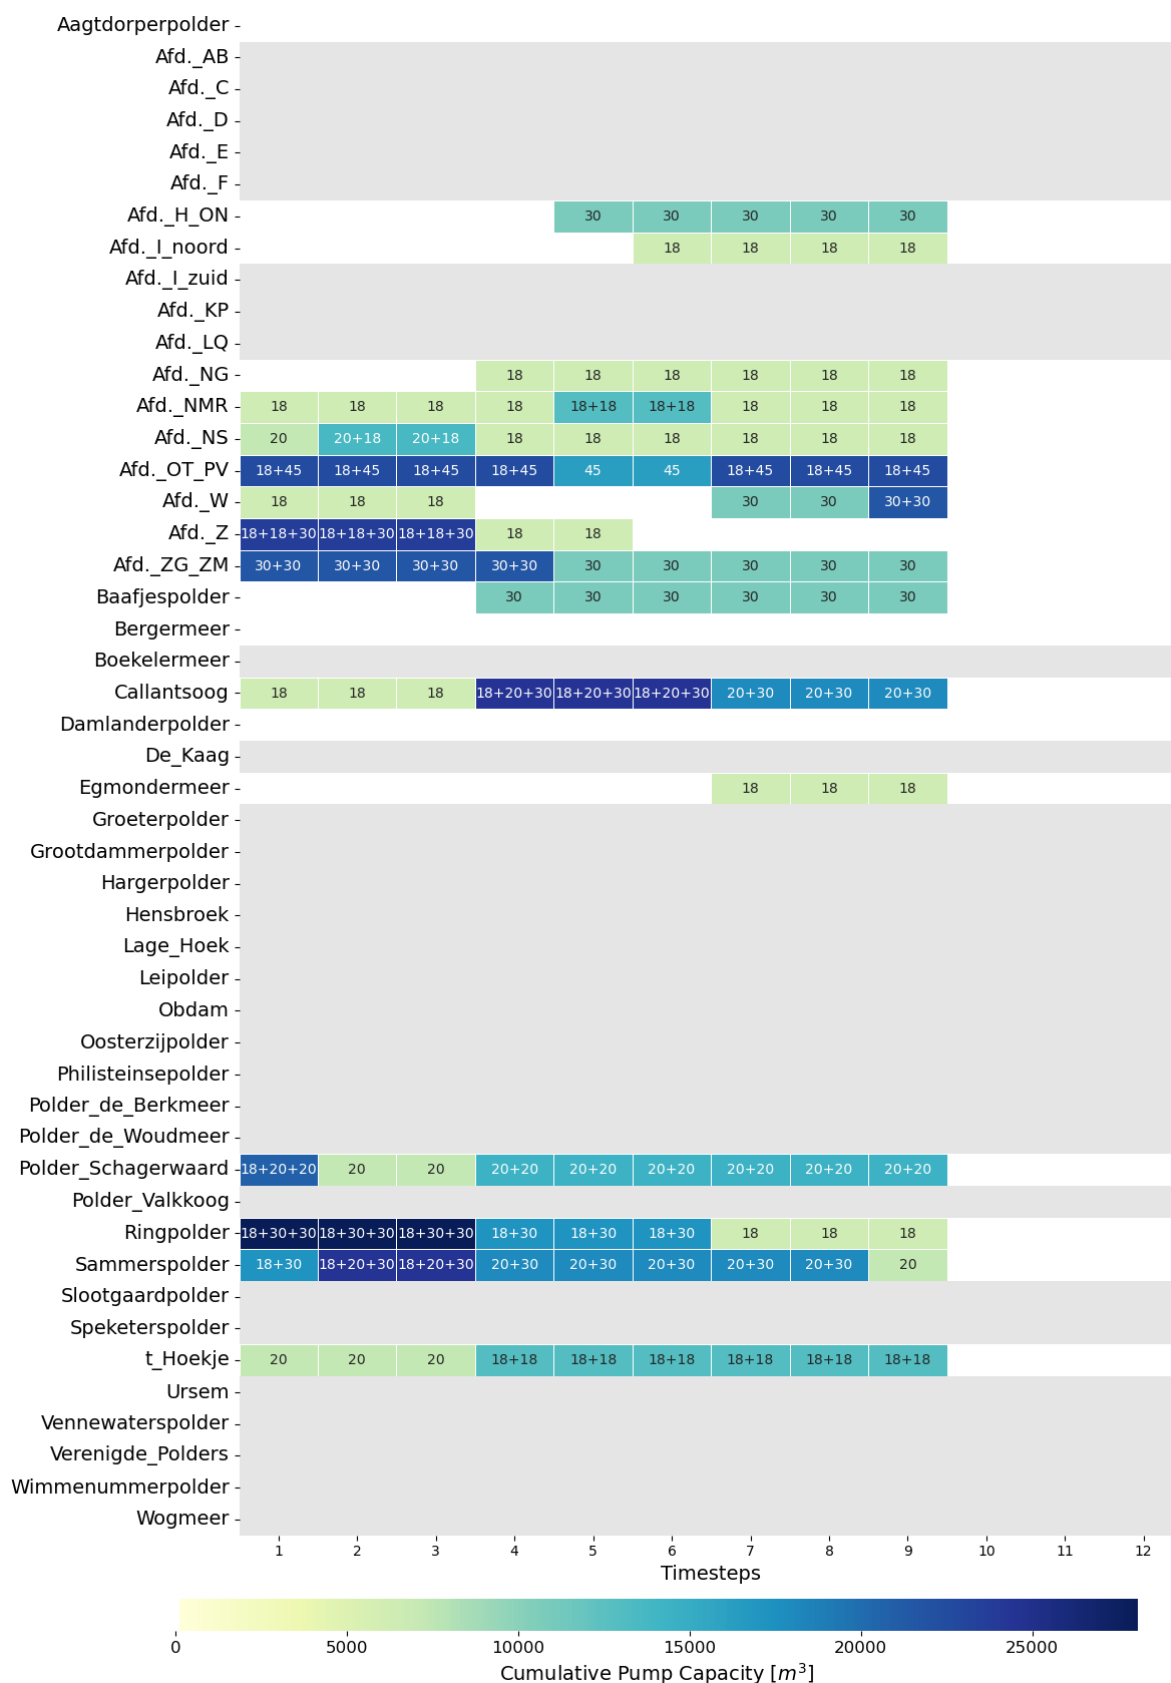 Aagtdorperpolder
Afd._AB
Afd._C
Afd._D
Afd._E
Afd._F
Afd._H_ON 30 30 30 30 30
Afd._I_noord 18 18 18 18
Afd._I_zuid
Afd._KP
Afd._LQ
Afd._NG 18 18 18 18 18 18
Afd._NMR 18 18 18 18 18+18 18+18 18 18 18
Afd._NS 20 20+18 20+18 18 18 18 18 18 18
Afd._OT_PV 18+45 18+45 18+45 18+45 45 45 18+45 18+45 18+45
Afd._W 18 18 18 30 30 30+30
Afd._Z 18+18+30 18+18+30 18+18+30 18 18
Afd._ZG_ZM 30+30 30+30 30+30 30+30 30 30 30 30 30
Baafjespolder 30 30 30 30 30 30
Bergermeer
Boekelermeer
Callantsoog 18 18 18 18+20+30 18+20+30 18+20+30 20+30 20+30 20+30
Damlanderpolder
De_Kaag
Egmondermeer 18 18 18
Groeterpolder
Grootdammerpolder
Hargerpolder
Hensbroek
Lage_Hoek
Leipolder
Obdam
Oosterzijpolder
Philisteinsepolder
Polder_de_Berkmeer
Polder_de_Woudmeer
Polder_Schagerwaard 18+20+20 20 20 20+20 20+20 20+20 20+20 20+20 20+20
Polder_Valkkoog
Ringpolder 18+30+30 18+30+30 18+30+30 18+30 18+30 18+30 18 18 18
Sammerspolder 18+30 18+20+30 18+20+30 20+30 20+30 20+30 20+30 20+30 20
Slootgaardpolder
Speketerspolder
t_Hoekje 20 20 20 18+18 18+18 18+18 18+18 18+18 18+18
Ursem
Vennewaterspolder
Verenigde_Polders
Wimmenummerpolder
Wogmeer
1 2 3 4 5 6 7 8 9 10 11 12
Timesteps
0 5000 10000 15000 20000 25000
Cumulative Pump Capacity [m³]